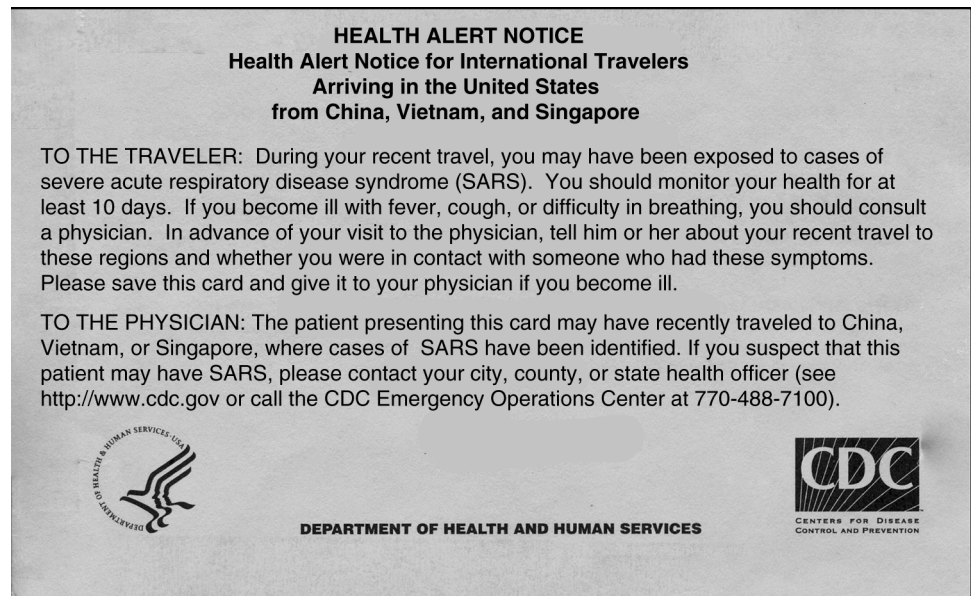 HEALTH ALERT NOTICE
Health Alert Notice for International Travelers
Arriving in the United States
from China, Vietnam, and Singapore
TO THE TRAVELER:  During your recent travel, you may have been exposed to cases of
severe acute respiratory disease syndrome (SARS).  You should monitor your health for at
least 10 days.  If you become ill with fever, cough, or difficulty in breathing, you should consult
a physician.  In advance of your visit to the physician, tell him or her about your recent travel to
these regions and whether you were in contact with someone who had these symptoms.
Please save this card and give it to your physician if you become ill.
TO THE PHYSICIAN: The patient presenting this card may have recently traveled to China,
Vietnam, or Singapore, where cases of  SARS have been identified. If you suspect that this
patient may have SARS, please contact your city, county, or state health officer (see
http://www.cdc.gov or call the CDC Emergency Operations Center at 770-488-7100).
DEPARTMENT OF HEALTH & HUMAN SERVICES·USA
DEPARTMENT OF HEALTH AND HUMAN SERVICES
CDC
™
CENTERS FOR DISEASE
CONTROL AND PREVENTION